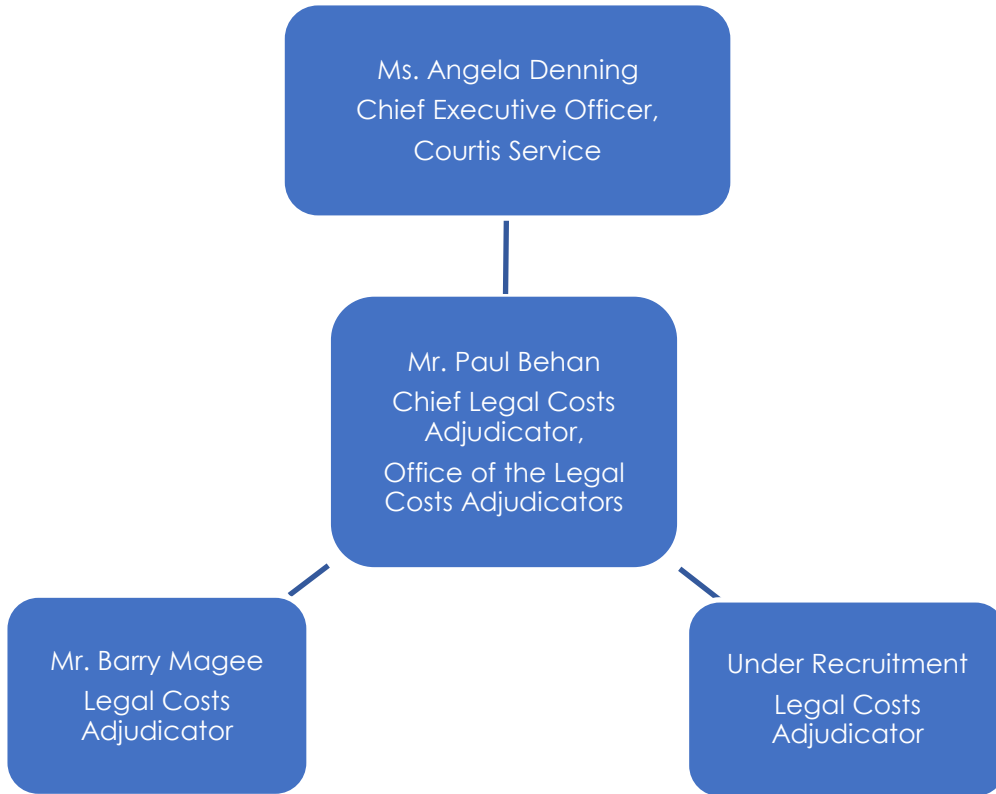 Ms. Angela Denning
Chief Executive Officer,
Courtis Service
Mr. Paul Behan
Chief Legal Costs
Adjudicator,
Office of the Legal
Costs Adjudicators
Mr. Barry Magee
Legal Costs
Adjudicator
Under Recruitment
Legal Costs
Adjudicator